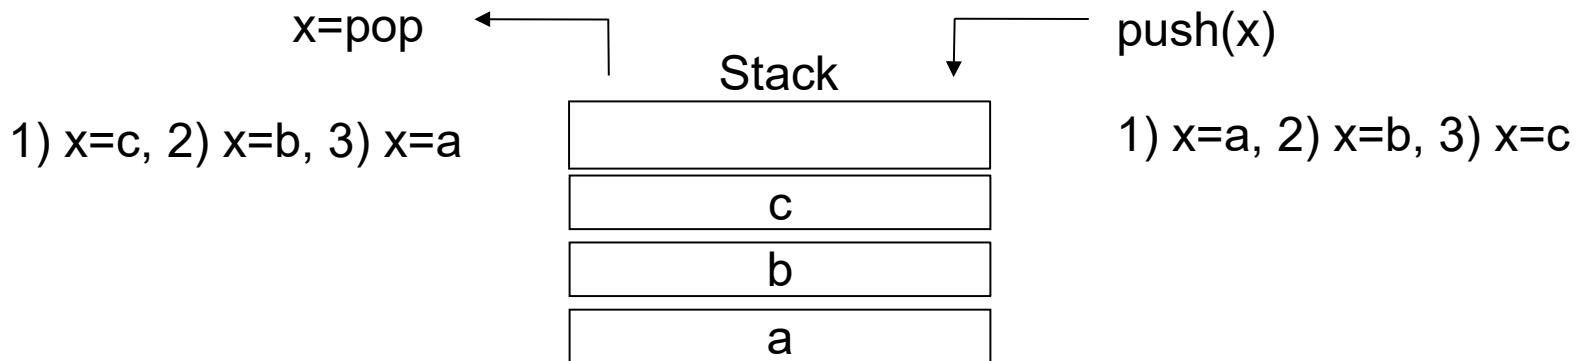 x=pop
push(x)
Stack
1) x=c, 2) x=b, 3) x=a
1) x=a, 2) x=b, 3) x=c
c
b
a